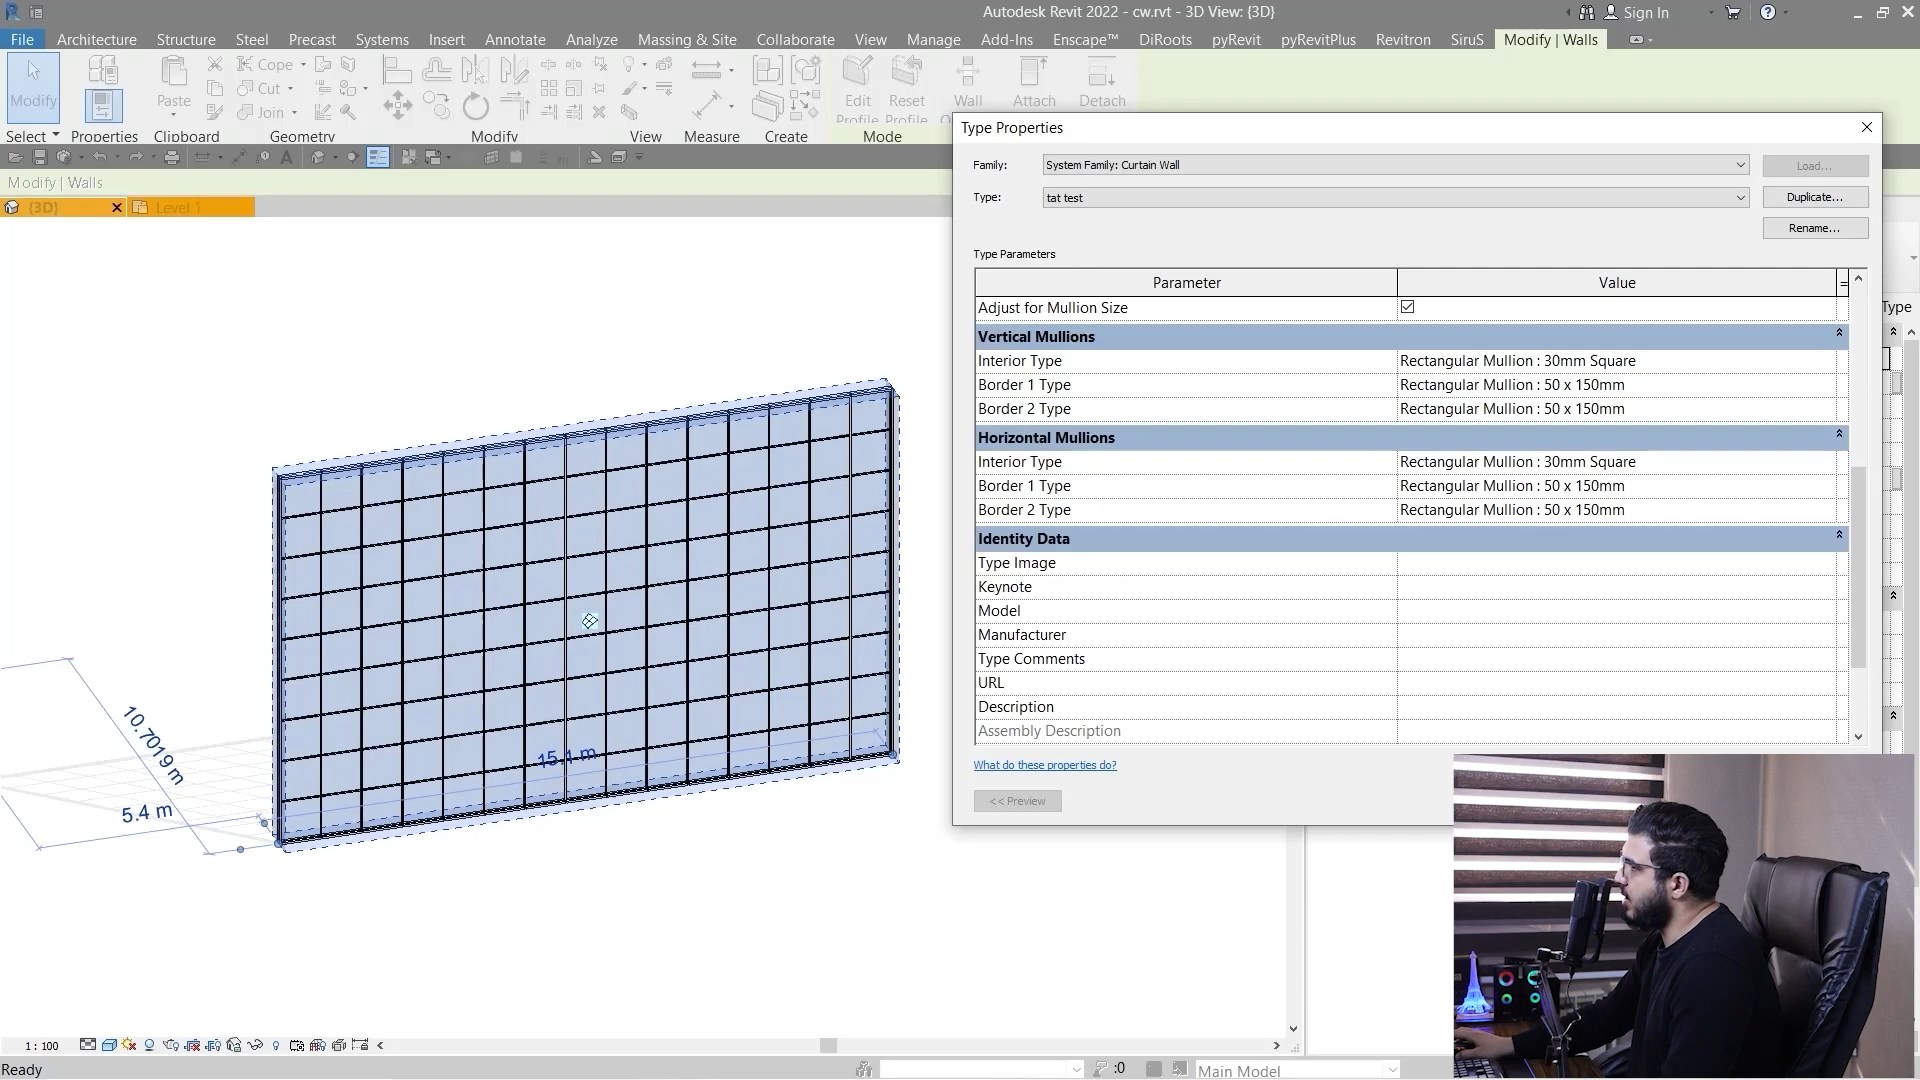 Autodesk Revit 2022 - cw.rvt - 3D View: {3D}
Sign In
File Architecture Structure Steel Precast Systems Insert Annotate Analyze Massing & Site Collaborate View Manage Add-Ins Enscape™ DiRoots pyRevit pyRevitPlus Revitron SiruS Modify | Walls
Cope
Cut
Join
Modify
Paste
Edit Profile
Reset Profile
Wall
Attach
Detach
Select Properties Clipboard Geometry Modify View Measure Create Mode
Modify | Walls
{3D}
Level 1
Type Properties
Family: System Family: Curtain Wall Load...
Type: tat test Duplicate...
Rename...
Type Parameters
Parameter Value =
Adjust for Mullion Size
Vertical Mullions
Interior Type Rectangular Mullion : 30mm Square
Border 1 Type Rectangular Mullion : 50 x 150mm
Border 2 Type Rectangular Mullion : 50 x 150mm
Horizontal Mullions
Interior Type Rectangular Mullion : 30mm Square
Border 1 Type Rectangular Mullion : 50 x 150mm
Border 2 Type Rectangular Mullion : 50 x 150mm
Identity Data
Type Image
Keynote
Model
Manufacturer
Type Comments
URL
Description
Assembly Description
What do these properties do?
<< Preview
Type
10.7019 m
15.1 m
5.4 m
1 : 100
Ready
:0
Main Model